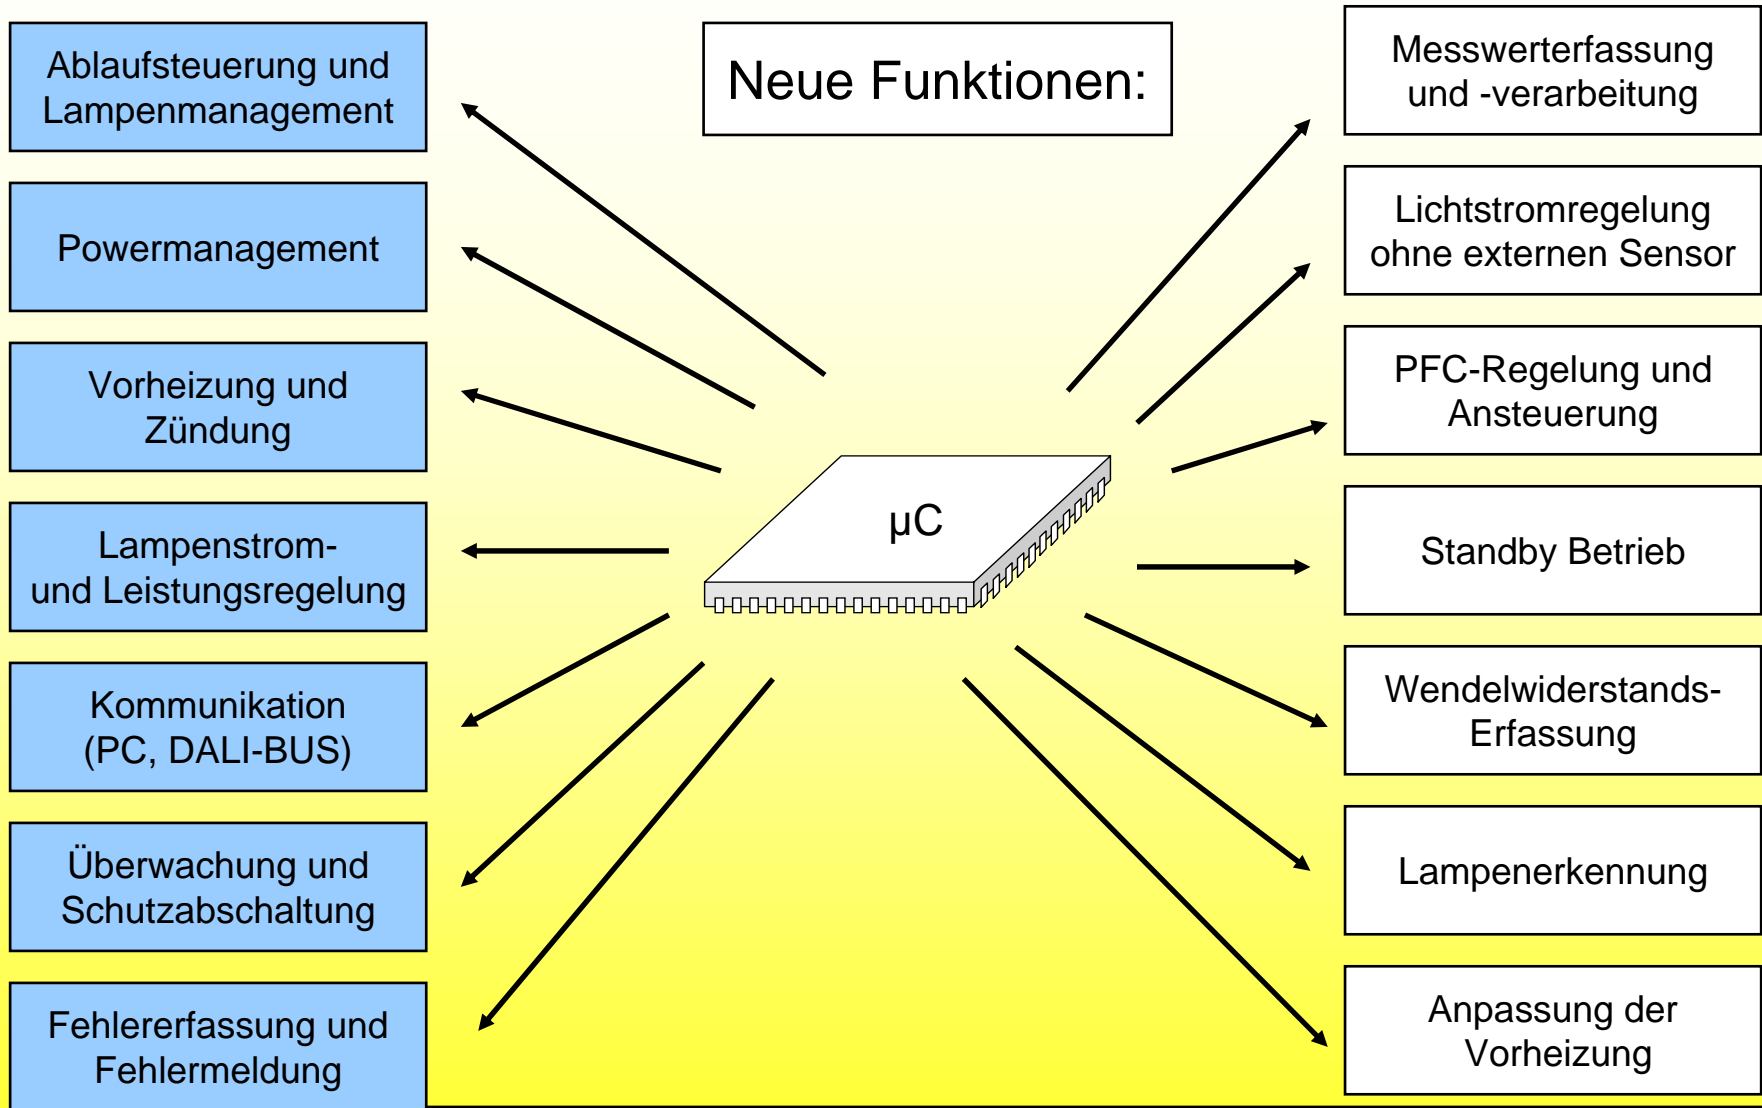 Ablaufsteuerung und
Lampenmanagement
Powermanagement
Vorheizung und
Zündung
Lampenstrom-
und Leistungsregelung
Kommunikation
(PC, DALI-BUS)
Überwachung und
Schutzabschaltung
Fehlererfassung und
Fehlermeldung
Neue Funktionen:
µC
Messwerterfassung
und -verarbeitung
Lichtstromregelung
ohne externen Sensor
PFC-Regelung und
Ansteuerung
Standby Betrieb
Wendelwiderstands-
Erfassung
Lampenerkennung
Anpassung der
Vorheizung